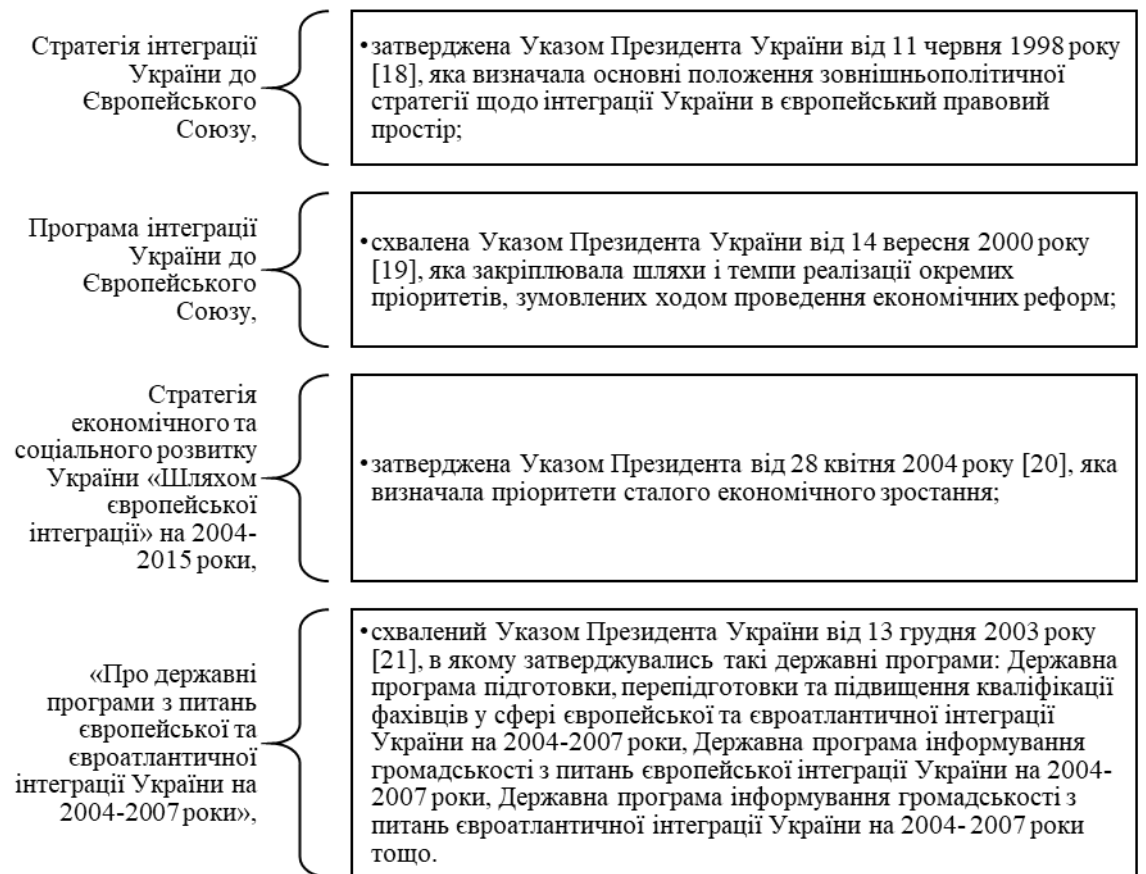 Стратегія інтеграції
України до
Європейського
Союзу,
•затверджена Указом Президента України від 11 червня 1998 року
[18], яка визначала основні положення зовнішньополітичної
стратегії щодо інтеграції України в європейський правовий
простір;
Програма інтеграції
України до
Європейського
Союзу,
•схвалена Указом Президента України від 14 вересня 2000 року
[19], яка закріплювала шляхи і темпи реалізації окремих
пріоритетів, зумовлених ходом проведення економічних реформ;
Стратегія
економічного та
соціального розвитку
України «Шляхом
європейської
інтеграції» на 2004-
2015 роки,
•затверджена Указом Президента від 28 квітня 2004 року [20], яка
визначала пріоритети сталого економічного зростання;
«Про державні
програми з питань
європейської та
євроатлантичної
інтеграції України на
2004-2007 роки»,
•схвалений Указом Президента України від 13 грудня 2003 року
[21], в якому затверджувались такі державні програми: Державна
програма підготовки, перепідготовки та підвищення кваліфікації
фахівців у сфері європейської та євроатлантичної інтеграції
України на 2004-2007 роки, Державна програма інформування
громадськості з питань європейської інтеграції України на 2004-
2007 роки, Державна програма інформування громадськості з
питань євроатлантичної інтеграції України на 2004- 2007 роки
тощо.